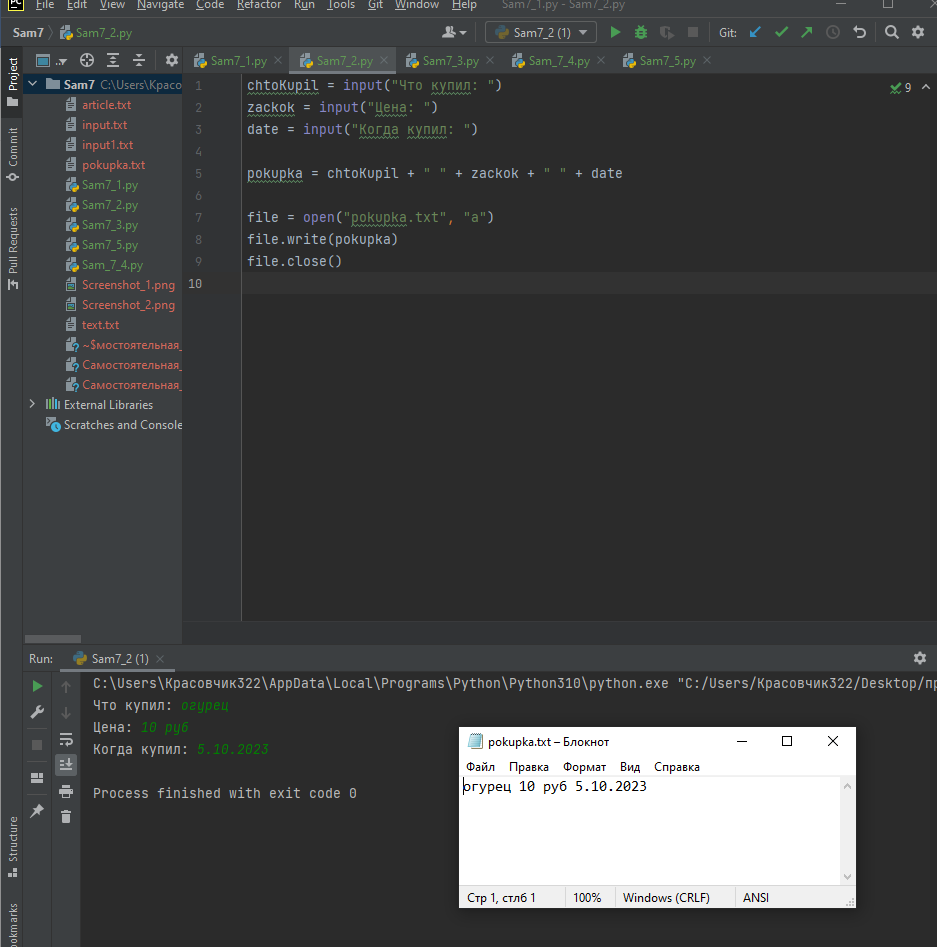 File Edit View Navigate Code Refactor Run Tools Git Window Help Sam7_1.py - Sam7_2.py
Sam7 Sam7_2.py Sam7_2 (1) Git:
Project
Commit
Pull Requests
Structure
Sam7_1.py Sam7_2.py Sam7_3.py Sam_7_4.py Sam7_5.py
Sam7 C:\Users\Красо
article.txt
input.txt
input1.txt
pokupka.txt
Sam7_1.py
Sam7_2.py
Sam7_3.py
Sam7_5.py
Sam_7_4.py
Screenshot_1.png
Screenshot_2.png
text.txt
~$мостоятельная_
Самостоятельная_
Самостоятельная_
External Libraries
Scratches and Console
9
1 chtoKupil = input("Что купил: ")
2 zackok = input("Цена: ")
3 date = input("Когда купил: ")
4
5 pokupka = chtoKupil + " " + zackok + " " + date
6
7 file = open("pokupka.txt", "a")
8 file.write(pokupka)
9 file.close()
10
Run: Sam7_2 (1)
C:\Users\Красовчик322\AppData\Local\Programs\Python\Python310\python.exe "C:/Users/Красовчик322/Desktop/пр
Что купил: огурец
Цена: 10 руб
Когда купил: 5.10.2023
Process finished with exit code 0
pokupka.txt – Блокнот
Файл Правка Формат Вид Справка
огурец 10 руб 5.10.2023
Стр 1, стлб 1 100% Windows (CRLF) ANSI